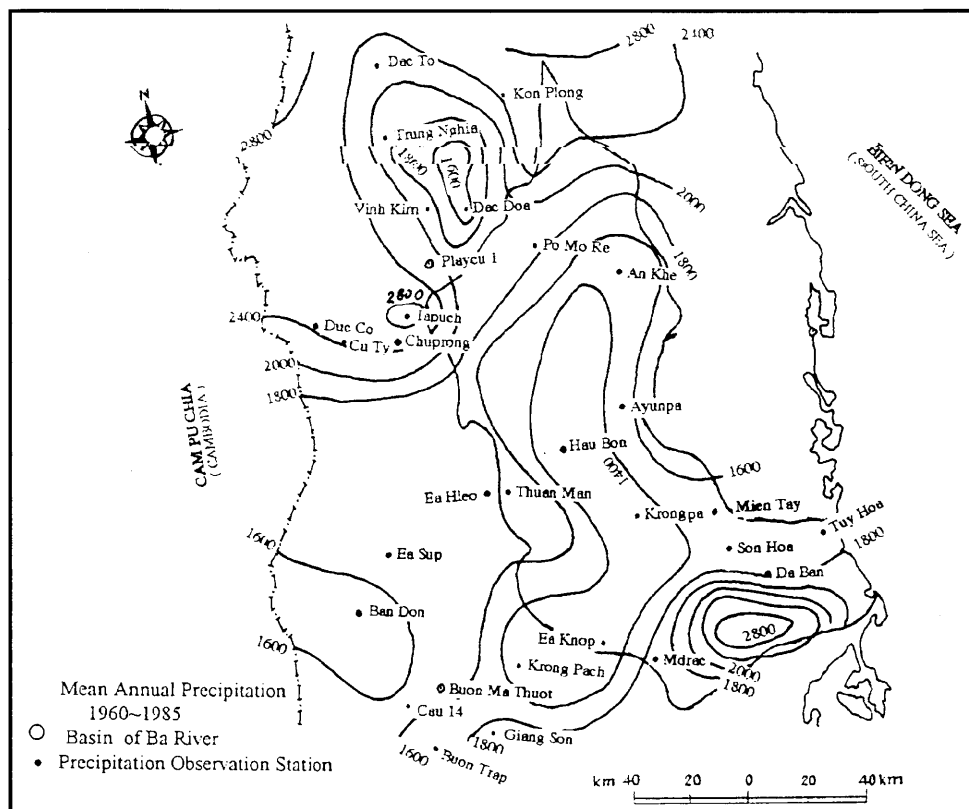 2800
2400
Dac To
Kon Plong
N
2800
Trung Nghia
1800
1600
BIEN DONG SEA
( SOUTH CHINA SEA )
Vinh Kim
Dac Doa
2000
Po Mo Re
1800
Playcu 1
An Khe
2800
Iapuch
2400
Duc Co
Cu Ty
Chuprong
2000
1800
CAM PU CHIA
( CAMBODIA )
Ayunpa
Hau Bon
1400
1600
Ea Hleo
Thuan Man
Krongpa
Mien Tay
Tuy Hoa
1600
Ea Sup
Son Hoa
1800
Da Ban
Ban Don
1600
2800
Ea Knop
Krong Pach
Mdrac
2000
1800
Mean Annual Precipitation
1960~1985
Buon Ma Thuot
Cau 14
Basin of Ba River
Giang Son
1800
1600
Buon Trap
Precipitation Observation Station
km 40 20 0 20 40 km